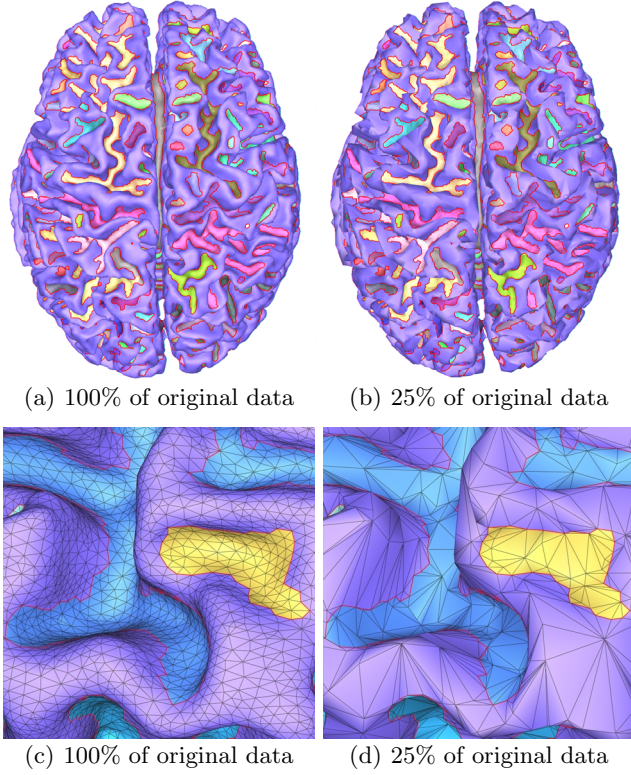 (a) 100% of original data
(b) 25% of original data
(c) 100% of original data
(d) 25% of original data